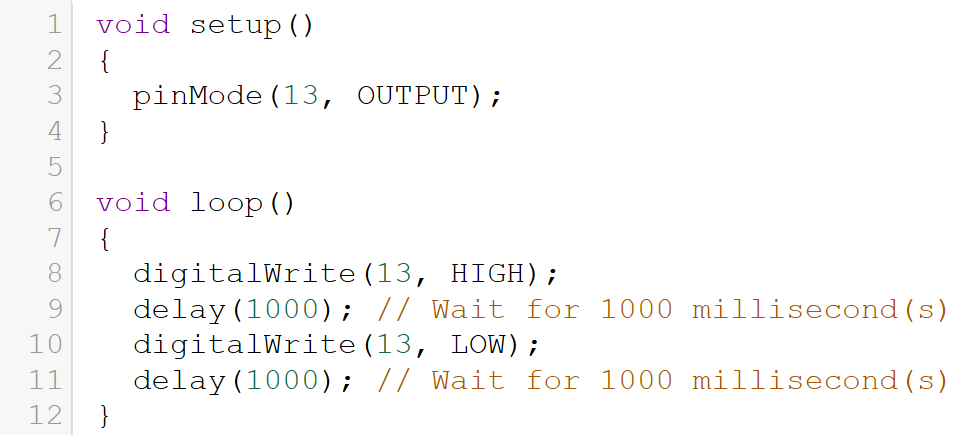 1 void setup()
2 {
3   pinMode(13, OUTPUT);
4 }
5
6 void loop()
7 {
8   digitalWrite(13, HIGH);
9   delay(1000); // Wait for 1000 millisecond(s)
10   digitalWrite(13, LOW);
11   delay(1000); // Wait for 1000 millisecond(s)
12 }